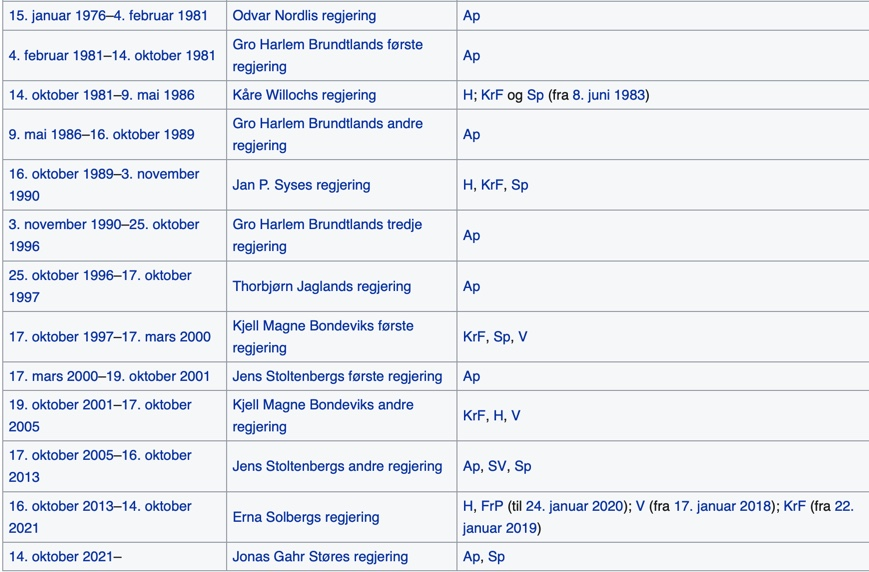 15. januar 1976–4. februar 1981 Odvar Nordlis regjering Ap
4. februar 1981–14. oktober 1981 Gro Harlem Brundtlands første
regjering Ap
14. oktober 1981–9. mai 1986 Kåre Willochs regjering H; KrF og Sp (fra 8. juni 1983)
9. mai 1986–16. oktober 1989 Gro Harlem Brundtlands andre
regjering Ap
16. oktober 1989–3. november
1990 Jan P. Syses regjering H, KrF, Sp
3. november 1990–25. oktober
1996 Gro Harlem Brundtlands tredje
regjering Ap
25. oktober 1996–17. oktober
1997 Thorbjørn Jaglands regjering Ap
17. oktober 1997–17. mars 2000 Kjell Magne Bondeviks første
regjering KrF, Sp, V
17. mars 2000–19. oktober 2001 Jens Stoltenbergs første regjering Ap
19. oktober 2001–17. oktober
2005 Kjell Magne Bondeviks andre
regjering KrF, H, V
17. oktober 2005–16. oktober
2013 Jens Stoltenbergs andre regjering Ap, SV, Sp
16. oktober 2013–14. oktober
2021 Erna Solbergs regjering H, FrP (til 24. januar 2020); V (fra 17. januar 2018); KrF (fra 22.
januar 2019)
14. oktober 2021– Jonas Gahr Støres regjering Ap, Sp